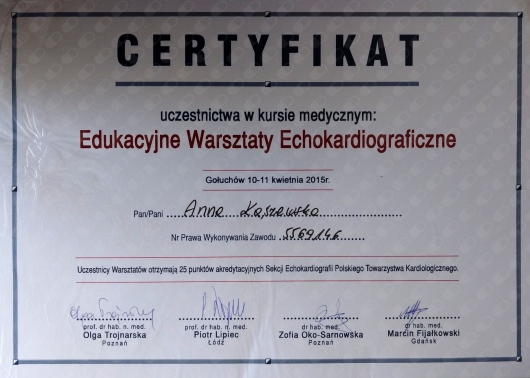 CERTYFIKAT
uczestnictwa w kursie medycznym:
Edukacyjne Warsztaty Echokardiograficzne
Gołuchów 10-11 kwietnia 2015r.
Pan/Pani Anna
Nr Prawa Wykonywania Zawodu 5569146
Uczestnicy Warsztatów otrzymają 25 punktów akredytacyjnych Sekcji Echokardiografii Polskiego Towarzystwa Kardiologicznego.
prof. dr hab. n. med. prof. dr hab. n. med. dr hab. med. dr hab. n. med.
Olga Trojnarska Piotr Lipiec Zofia Oko-Sarnowska Marcin Fijałkowski
Poznań Łódź Poznań Gdańsk